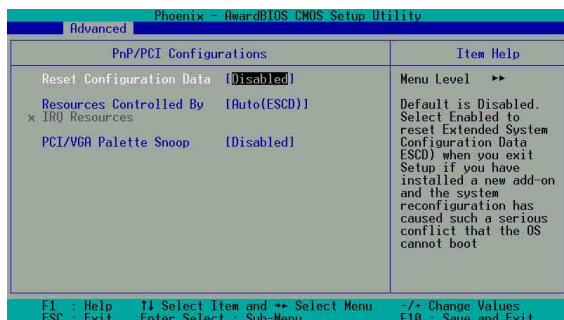 Phoenix - AwardBIOS CMOS Setup Utility
Advanced
PnP/PCI Configurations
Item Help
Reset Configuration Data [Disabled]
Resources Controlled By [Auto(ESCD)]
x IRQ Resources
PCI/VGA Palette Snoop [Disabled]
Menu Level ►►
Default is Disabled.
Select Enabled to
reset Extended System
Configuration Data
ESCD) when you exit
Setup if you have
installed a new add-on
and the system
reconfiguration has
caused such a serious
conflict that the OS
cannot boot
F1 : Help ↑↓ Select Item and ↔ Select Menu -/+ Change Values
ESC : Exit Enter Select : Sub-Menu F10 : Save and Exit